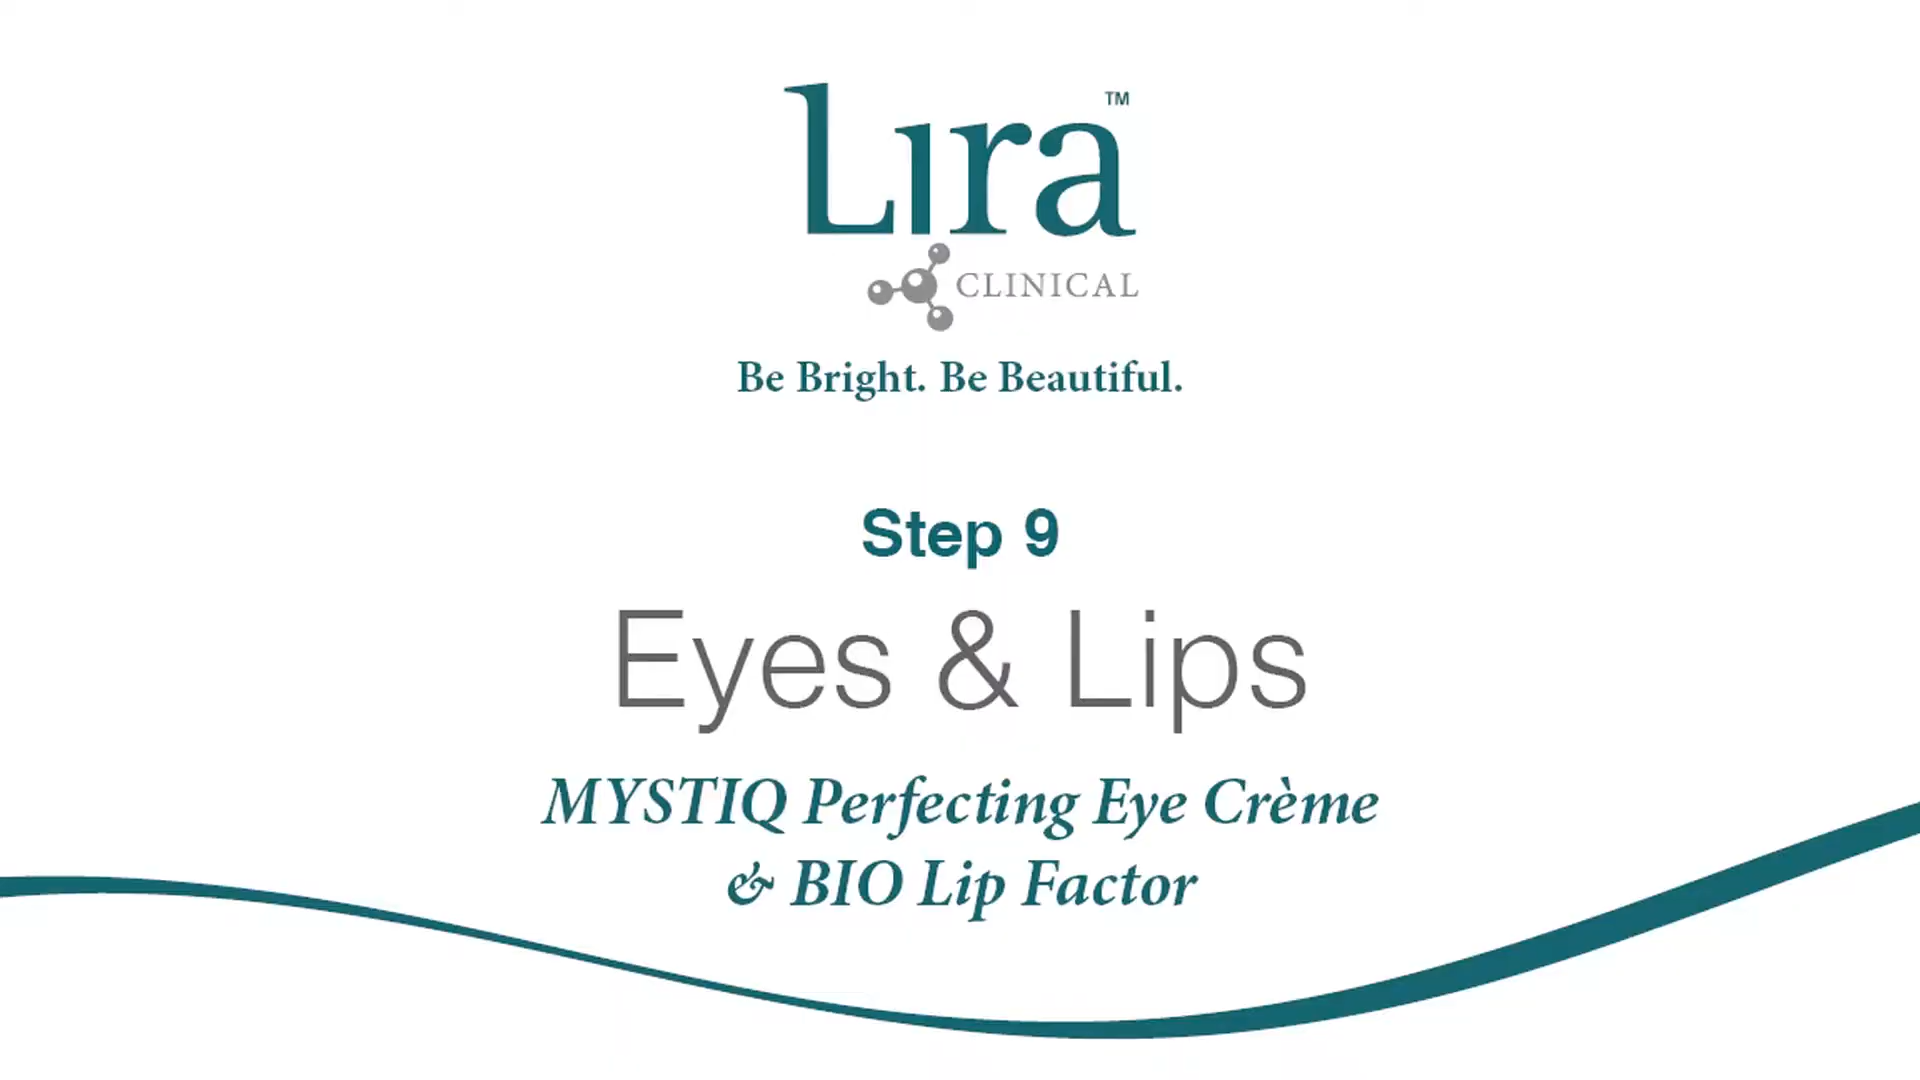 Lira™
CLINICAL
Be Bright. Be Beautiful.
Step 9
Eyes & Lips
MYSTIQ Perfecting Eye Crème
& BIO Lip Factor